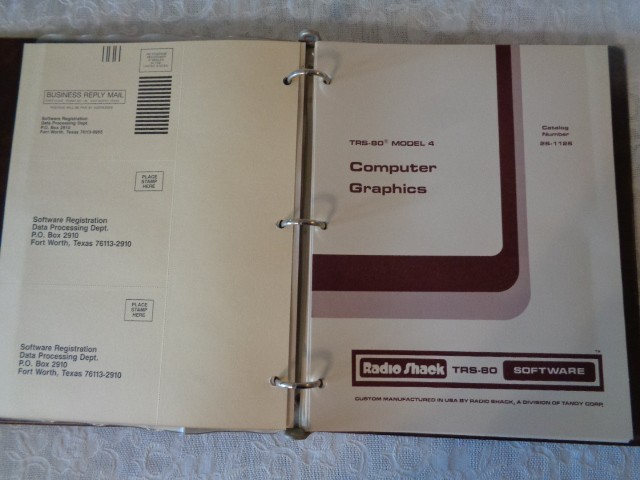 BUSINESS REPLY MAIL
Software Registration
Data Processing Dept.
P.O. Box 2910
Fort Worth, Texas 76113-2910
PLACE
STAMP
HERE
Software Registration
Data Processing Dept.
P.O. Box 2910
Fort Worth, Texas 76113-2910
PLACE
STAMP
HERE
Software Registration
Data Processing Dept.
P.O. Box 2910
Fort Worth, Texas 76113-2910
TRS-80® MODEL 4
Computer
Graphics
Catalog
Number
26-1126
Radio Shack TRS-80 SOFTWARE ™
CUSTOM MANUFACTURED IN USA BY RADIO SHACK, A DIVISION OF TANDY CORP.